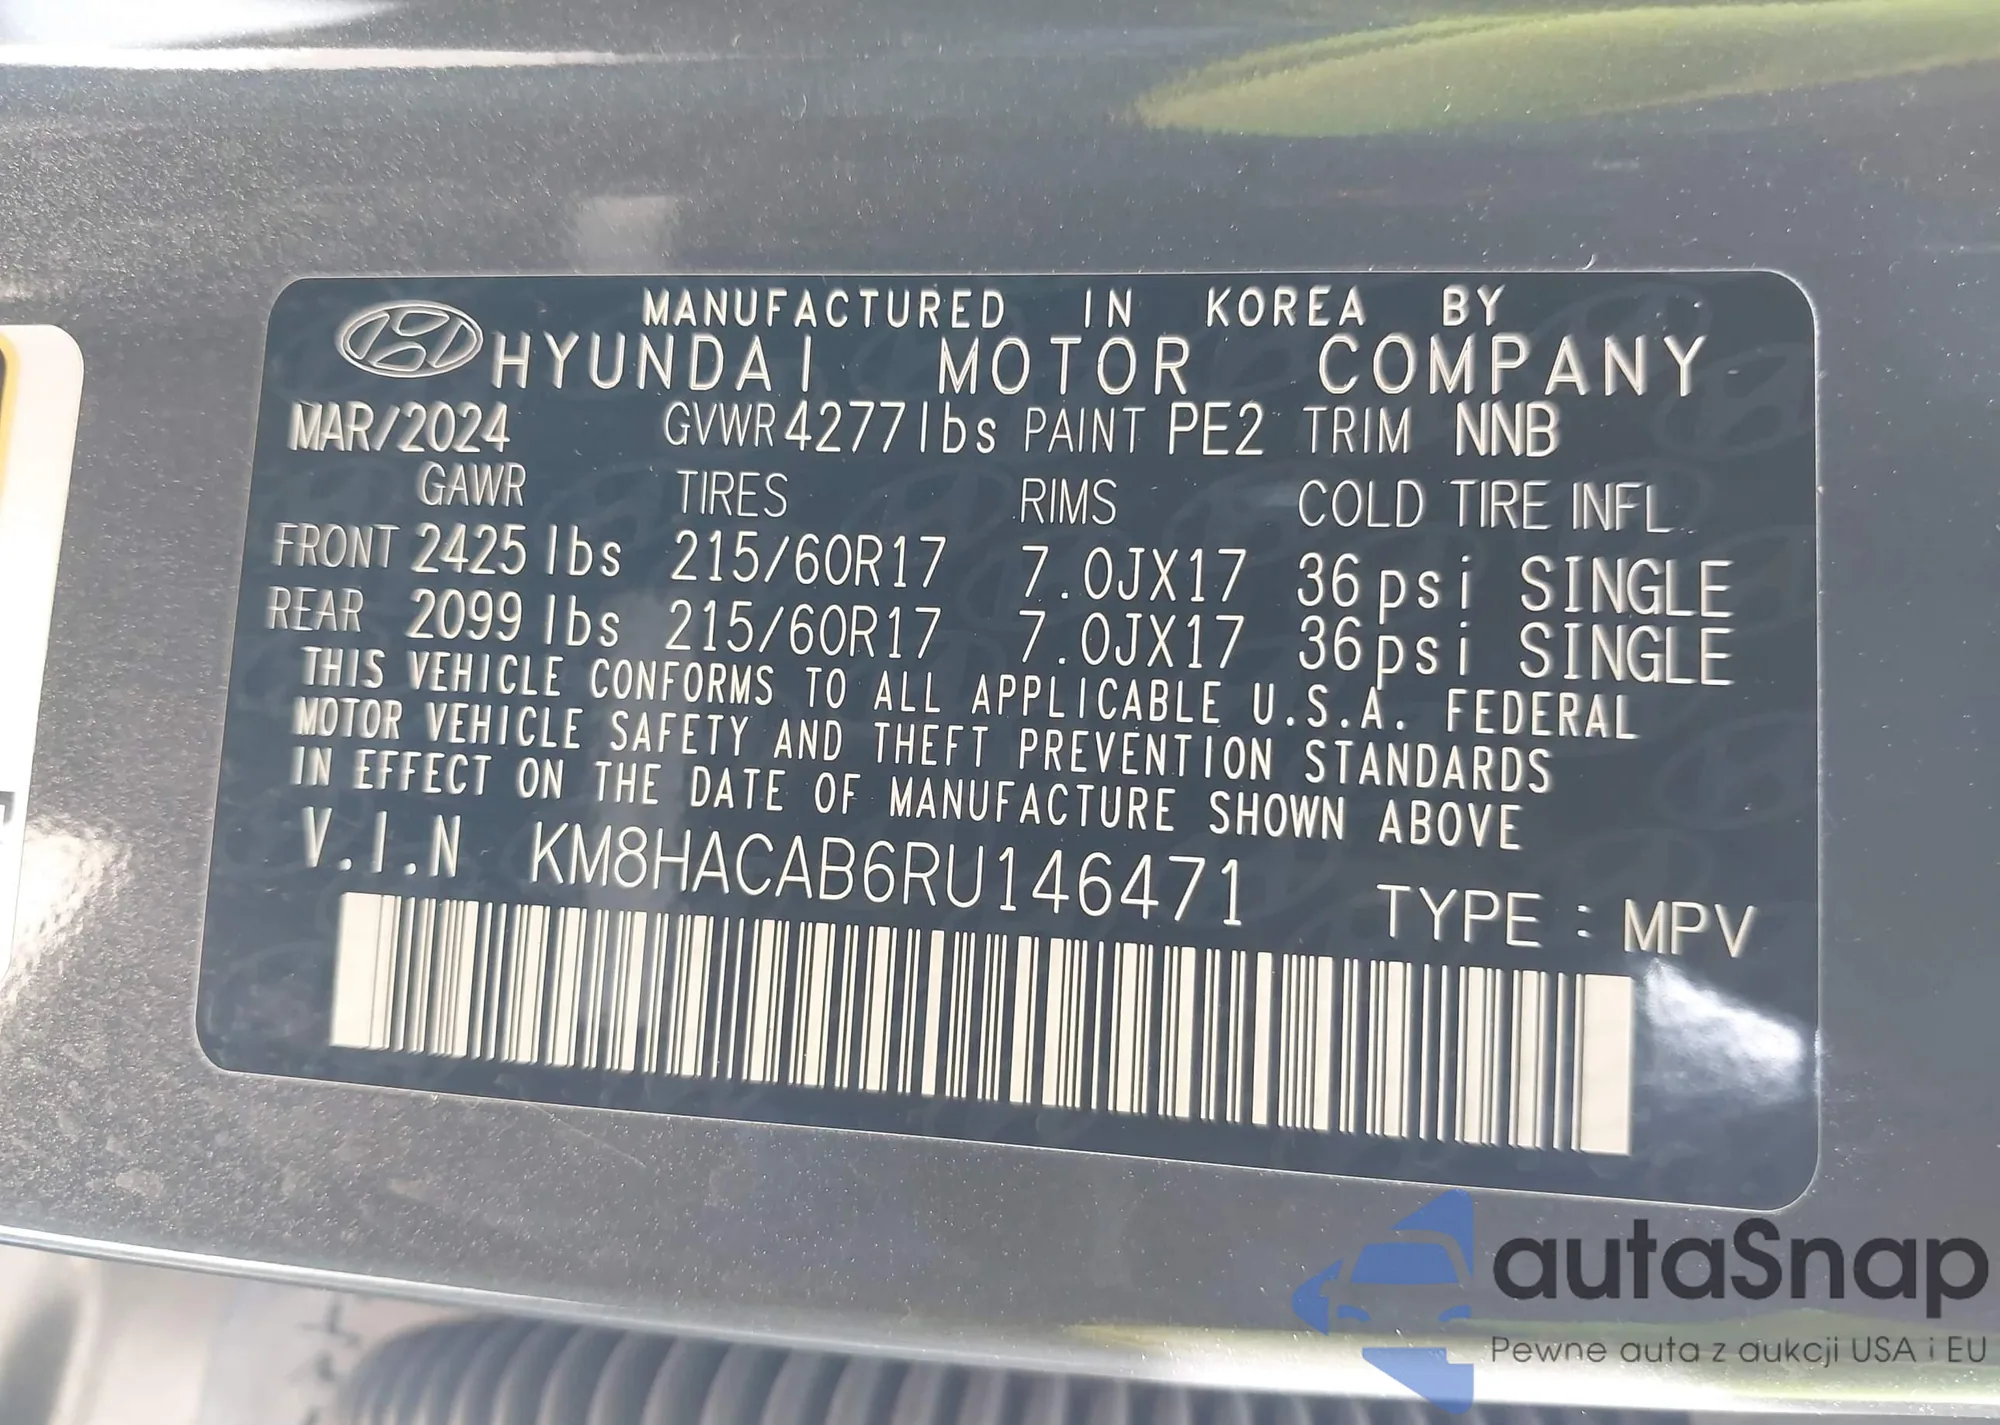 MANUFACTURED IN KOREA BY
HYUNDAI MOTOR COMPANY
MAR/2024 GVWR 4277 lbs PAINT PE2 TRIM NNB
GAWR TIRES RIMS COLD TIRE INFL
FRONT 2425 lbs 215/60R17 7.0JX17 36psi SINGLE
REAR 2099 lbs 215/60R17 7.0JX17 36psi SINGLE
THIS VEHICLE CONFORMS TO ALL APPLICABLE U.S.A. FEDERAL
MOTOR VEHICLE SAFETY AND THEFT PREVENTION STANDARDS
IN EFFECT ON THE DATE OF MANUFACTURE SHOWN ABOVE
V.I.N KM8HACAB6RU146471 TYPE : MPV
autaSnap
Pewne auta z aukcji USA i EU